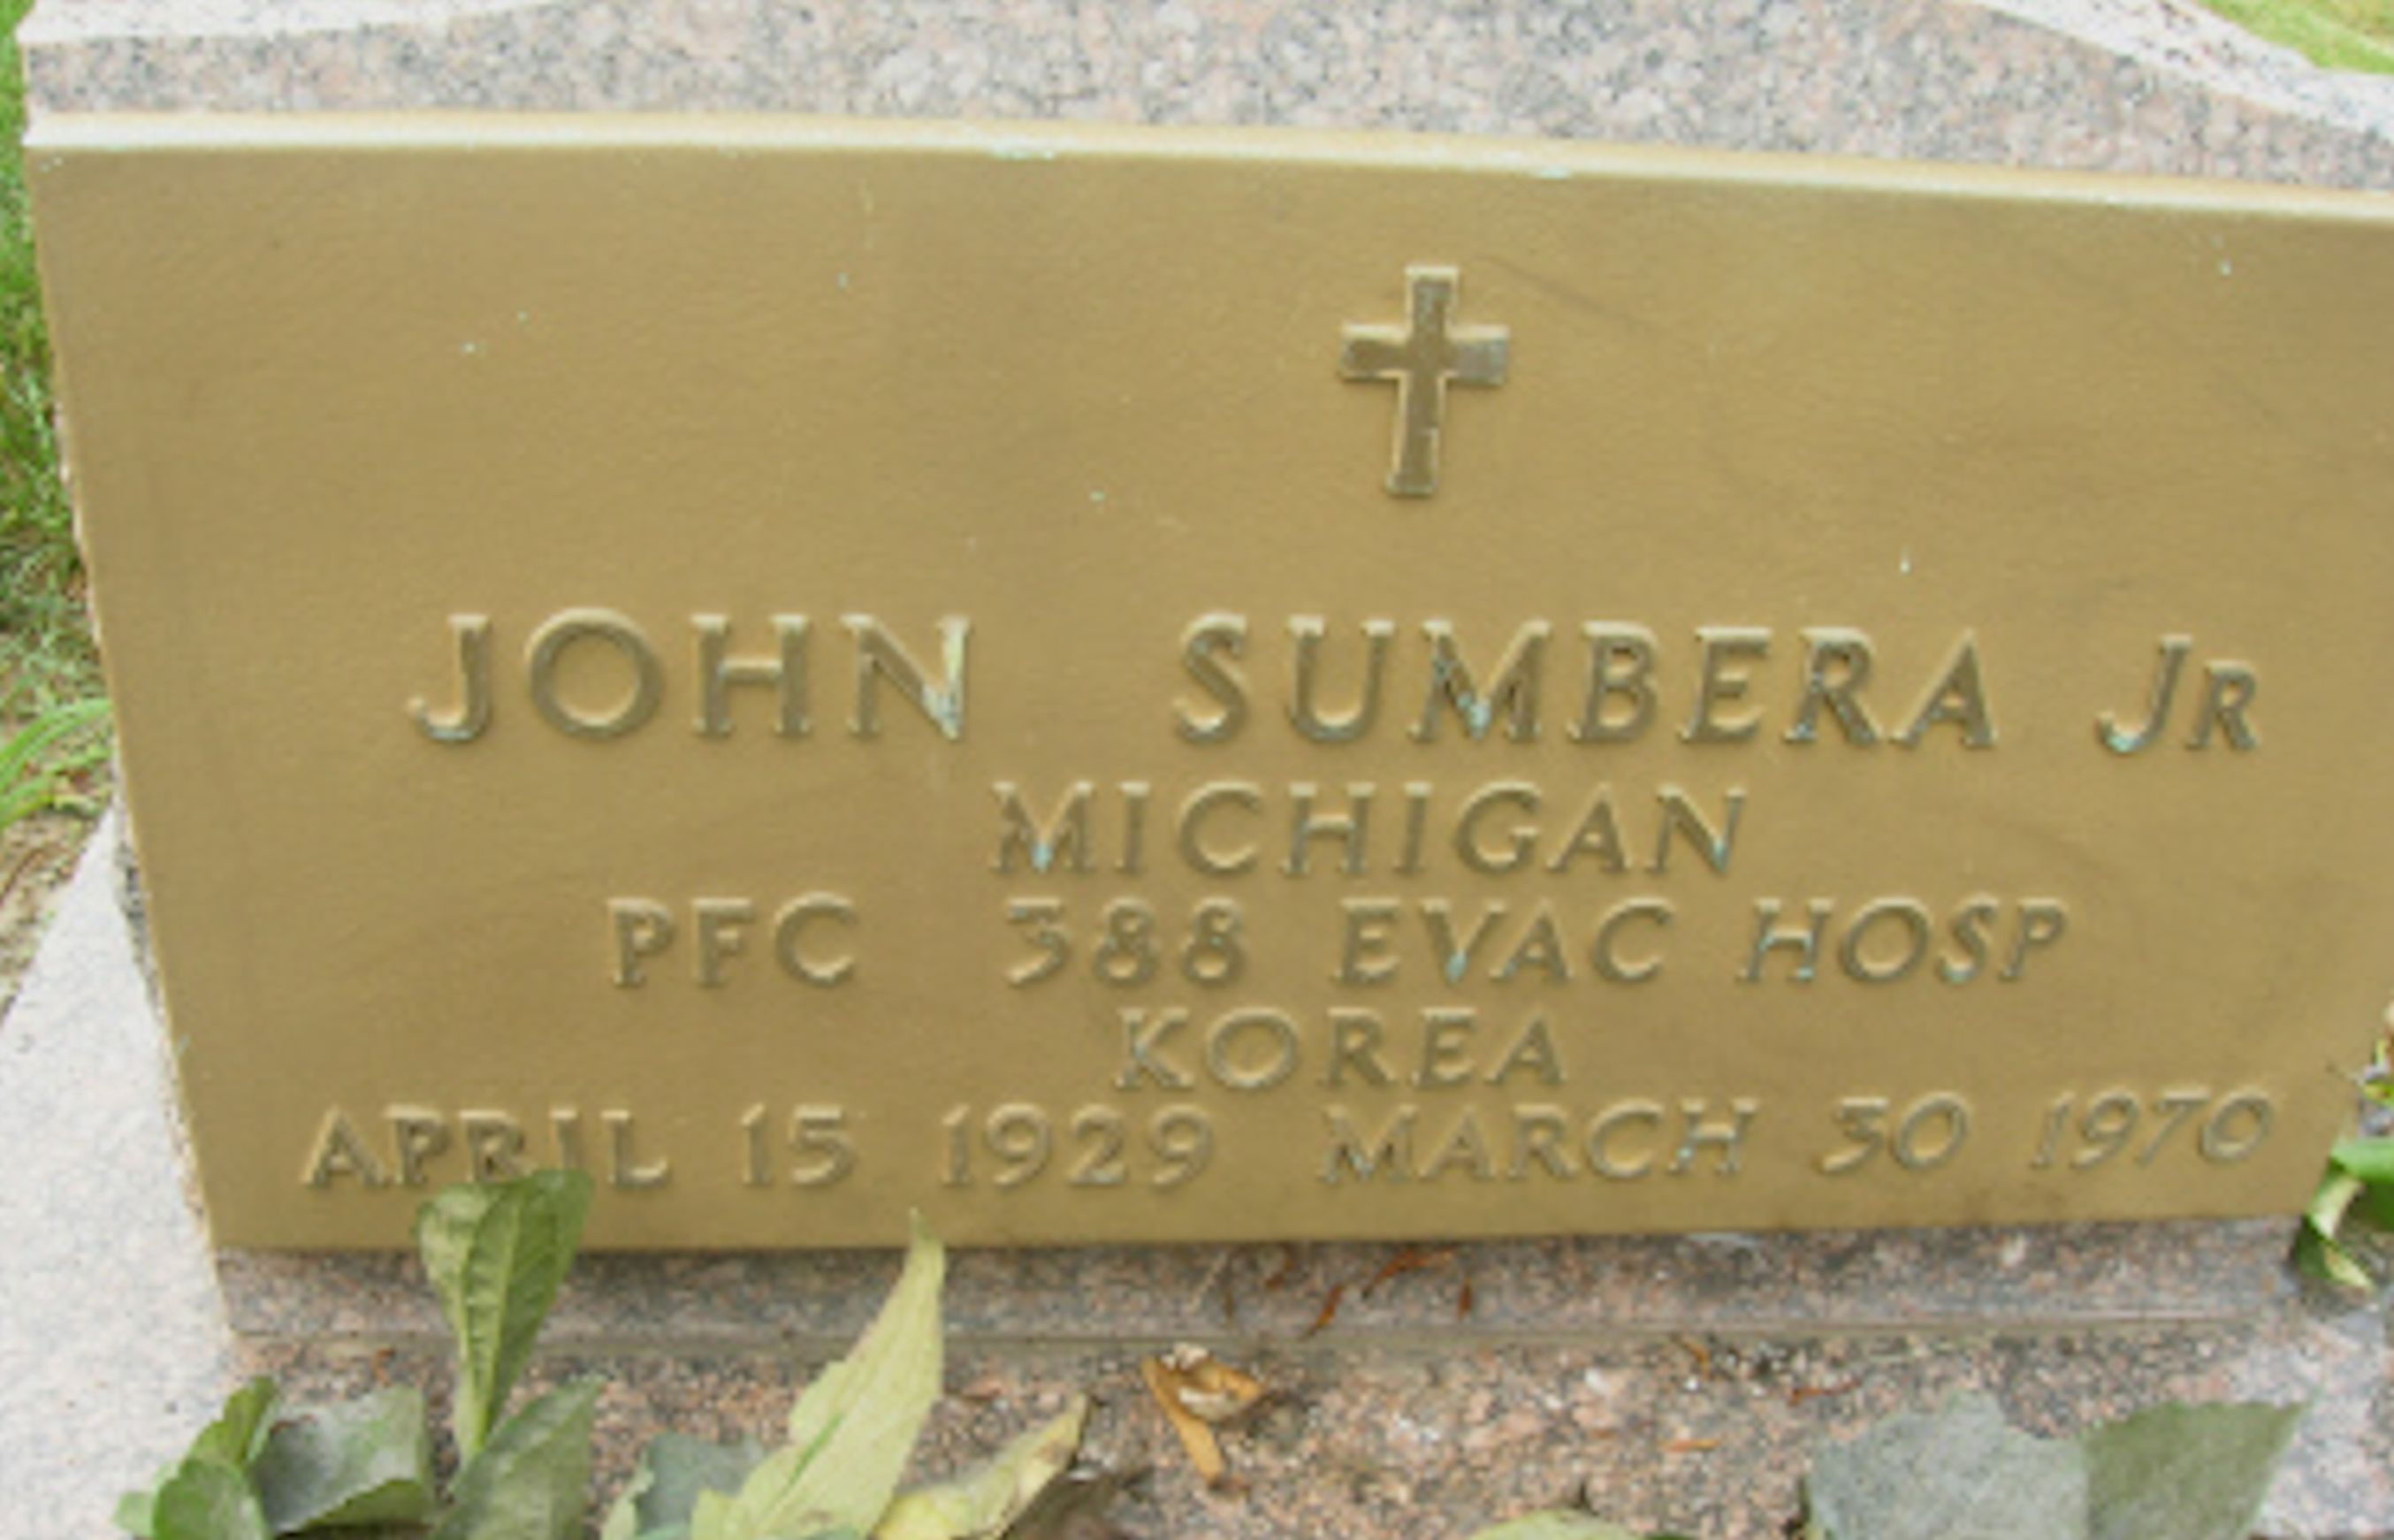 JOHN SUMBERA JR
MICHIGAN
PFC 388 EVAC HOSP
KOREA
APRIL 15 1929 MARCH 30 1970